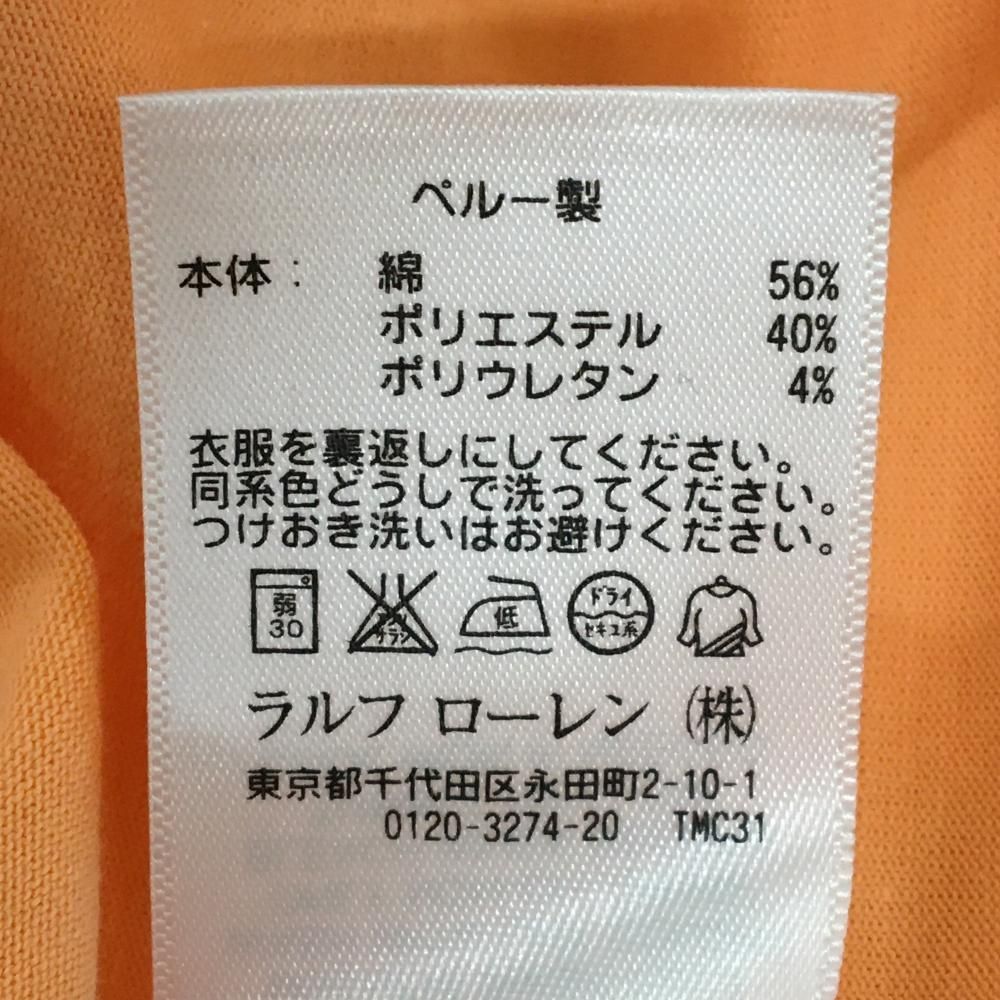 ペルー製
本体: 綿 56%
ポリエステル 40%
ポリウレタン 4%
衣服を裏返しにしてください。
同系色どうしで洗ってください。
つけおき洗いはお避けください。
弱 低 ドライ
30 サラシ セキユ系
ラルフ ローレン (株)
東京都千代田区永田町2-10-1
0120-3274-20 TMC31